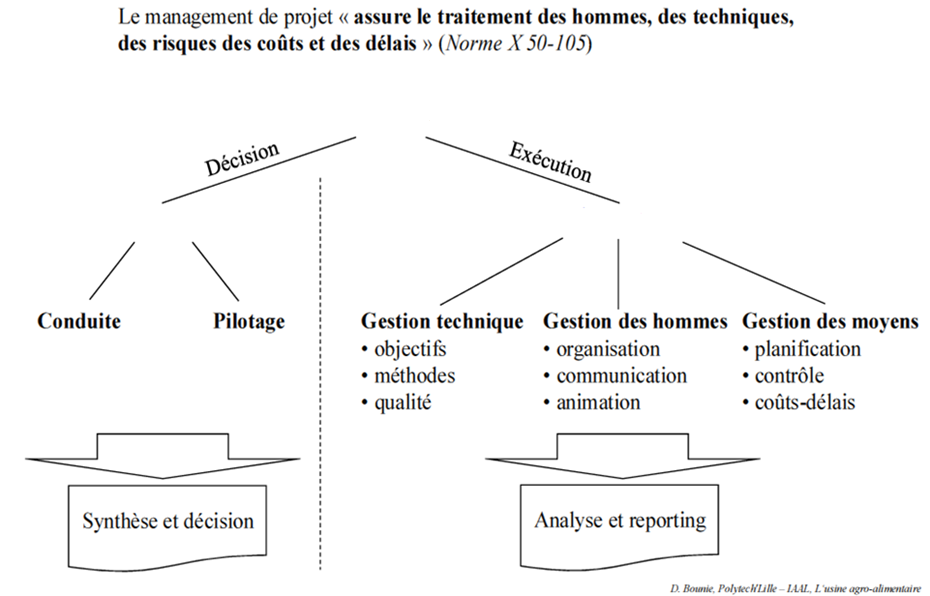 Le management de projet « assure le traitement des hommes, des techniques,
des risques des coûts et des délais » (Norme X 50-105)
Décision
Exécution
Conduite
Pilotage
Gestion technique
• objectifs
• méthodes
• qualité
Gestion des hommes
• organisation
• communication
• animation
Gestion des moyens
• planification
• contrôle
• coûts-délais
Synthèse et décision
Analyse et reporting
D. Bounie, Polytech'Lille – IAAL, L'usine agro-alimentaire